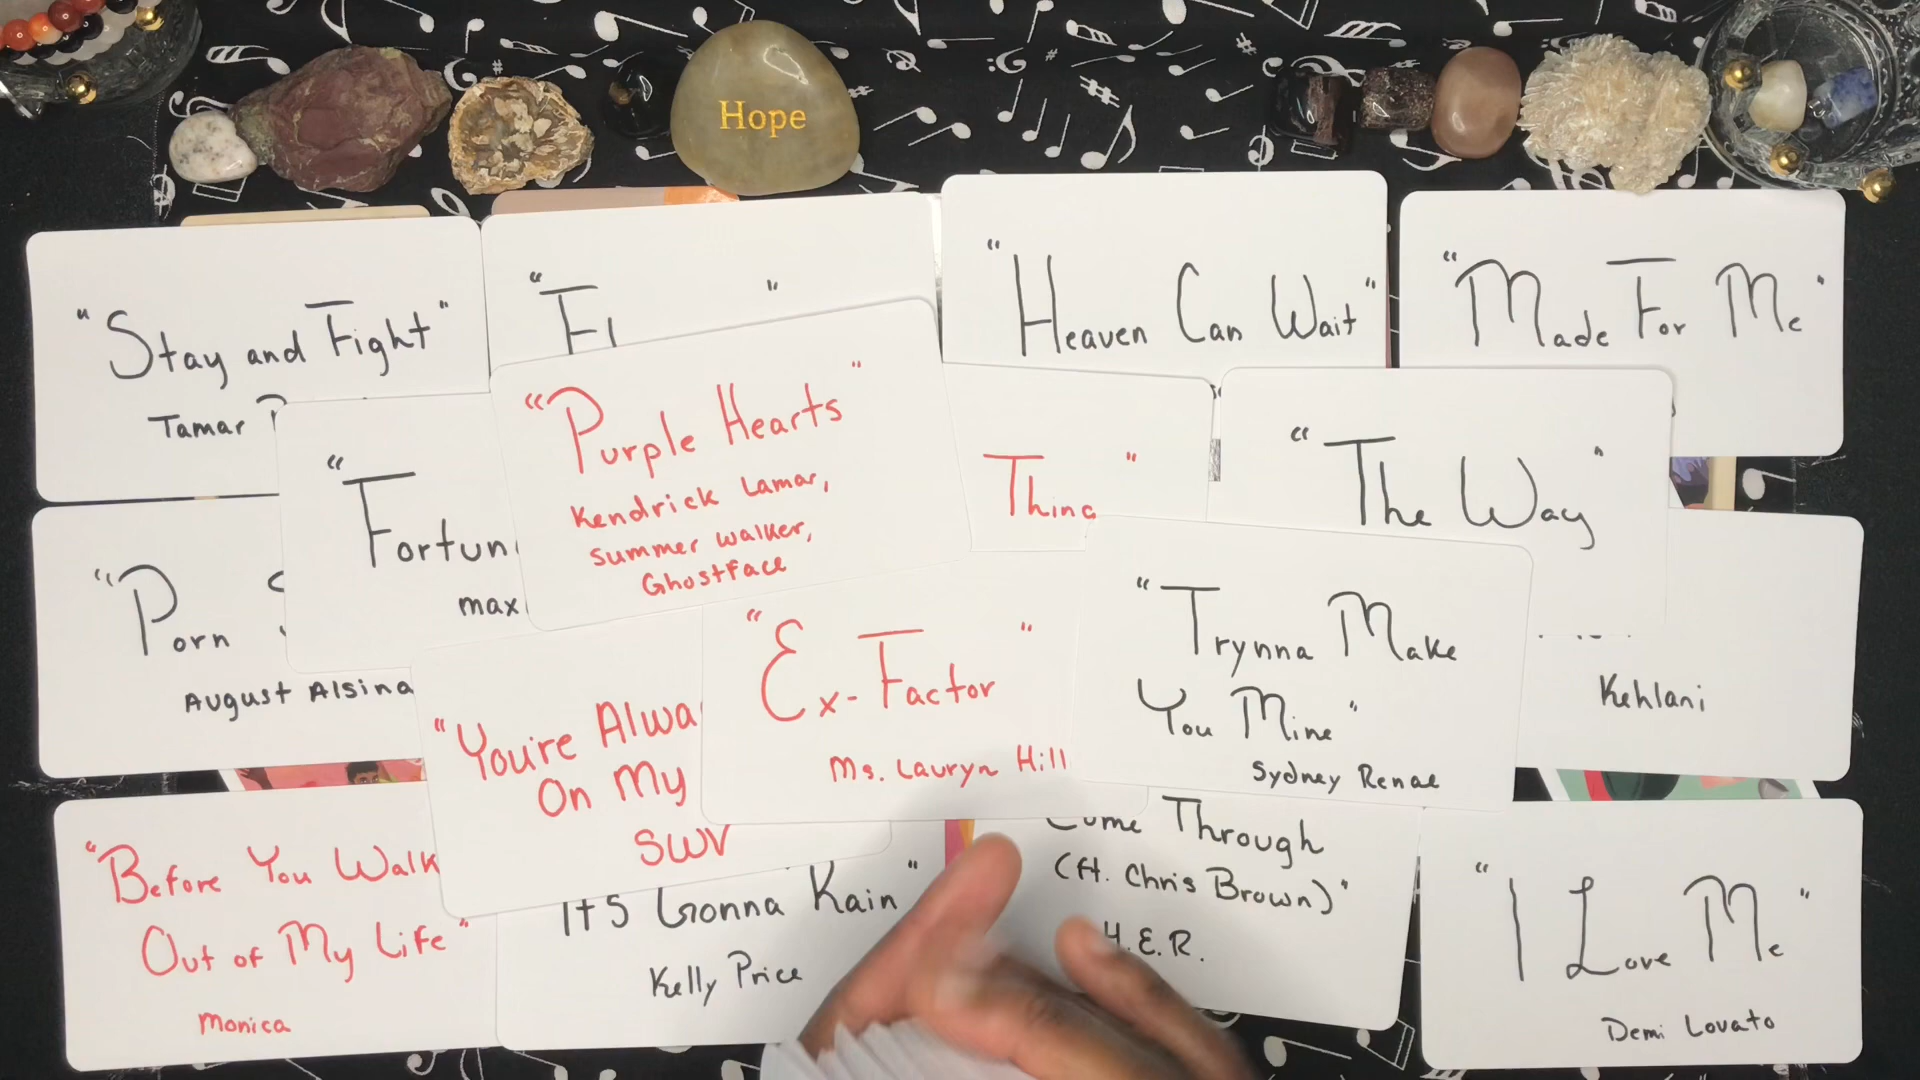 Hope
"Stay and Fight"
Tamar
"
"
"Heaven Can Wait"
"Made For Me"
"Fortun
max
"Purple Hearts"
Kendrick Lamar,
summer walker,
Ghostface
Thing"
"The Way"
"Porn
August Alsina
"You're Alwa
On My
SWV
"Ex-Factor"
Ms. Lauryn Hill
"Trynna Make
You Mine"
Sydney Renae
Kehlani
"Before You Walk
Out of My Life"
Monica
It's Gonna Rain"
Kelly Price
Come Through
(ft. Chris Brown)"
H.E.R.
"I Love Me"
Demi Lovato